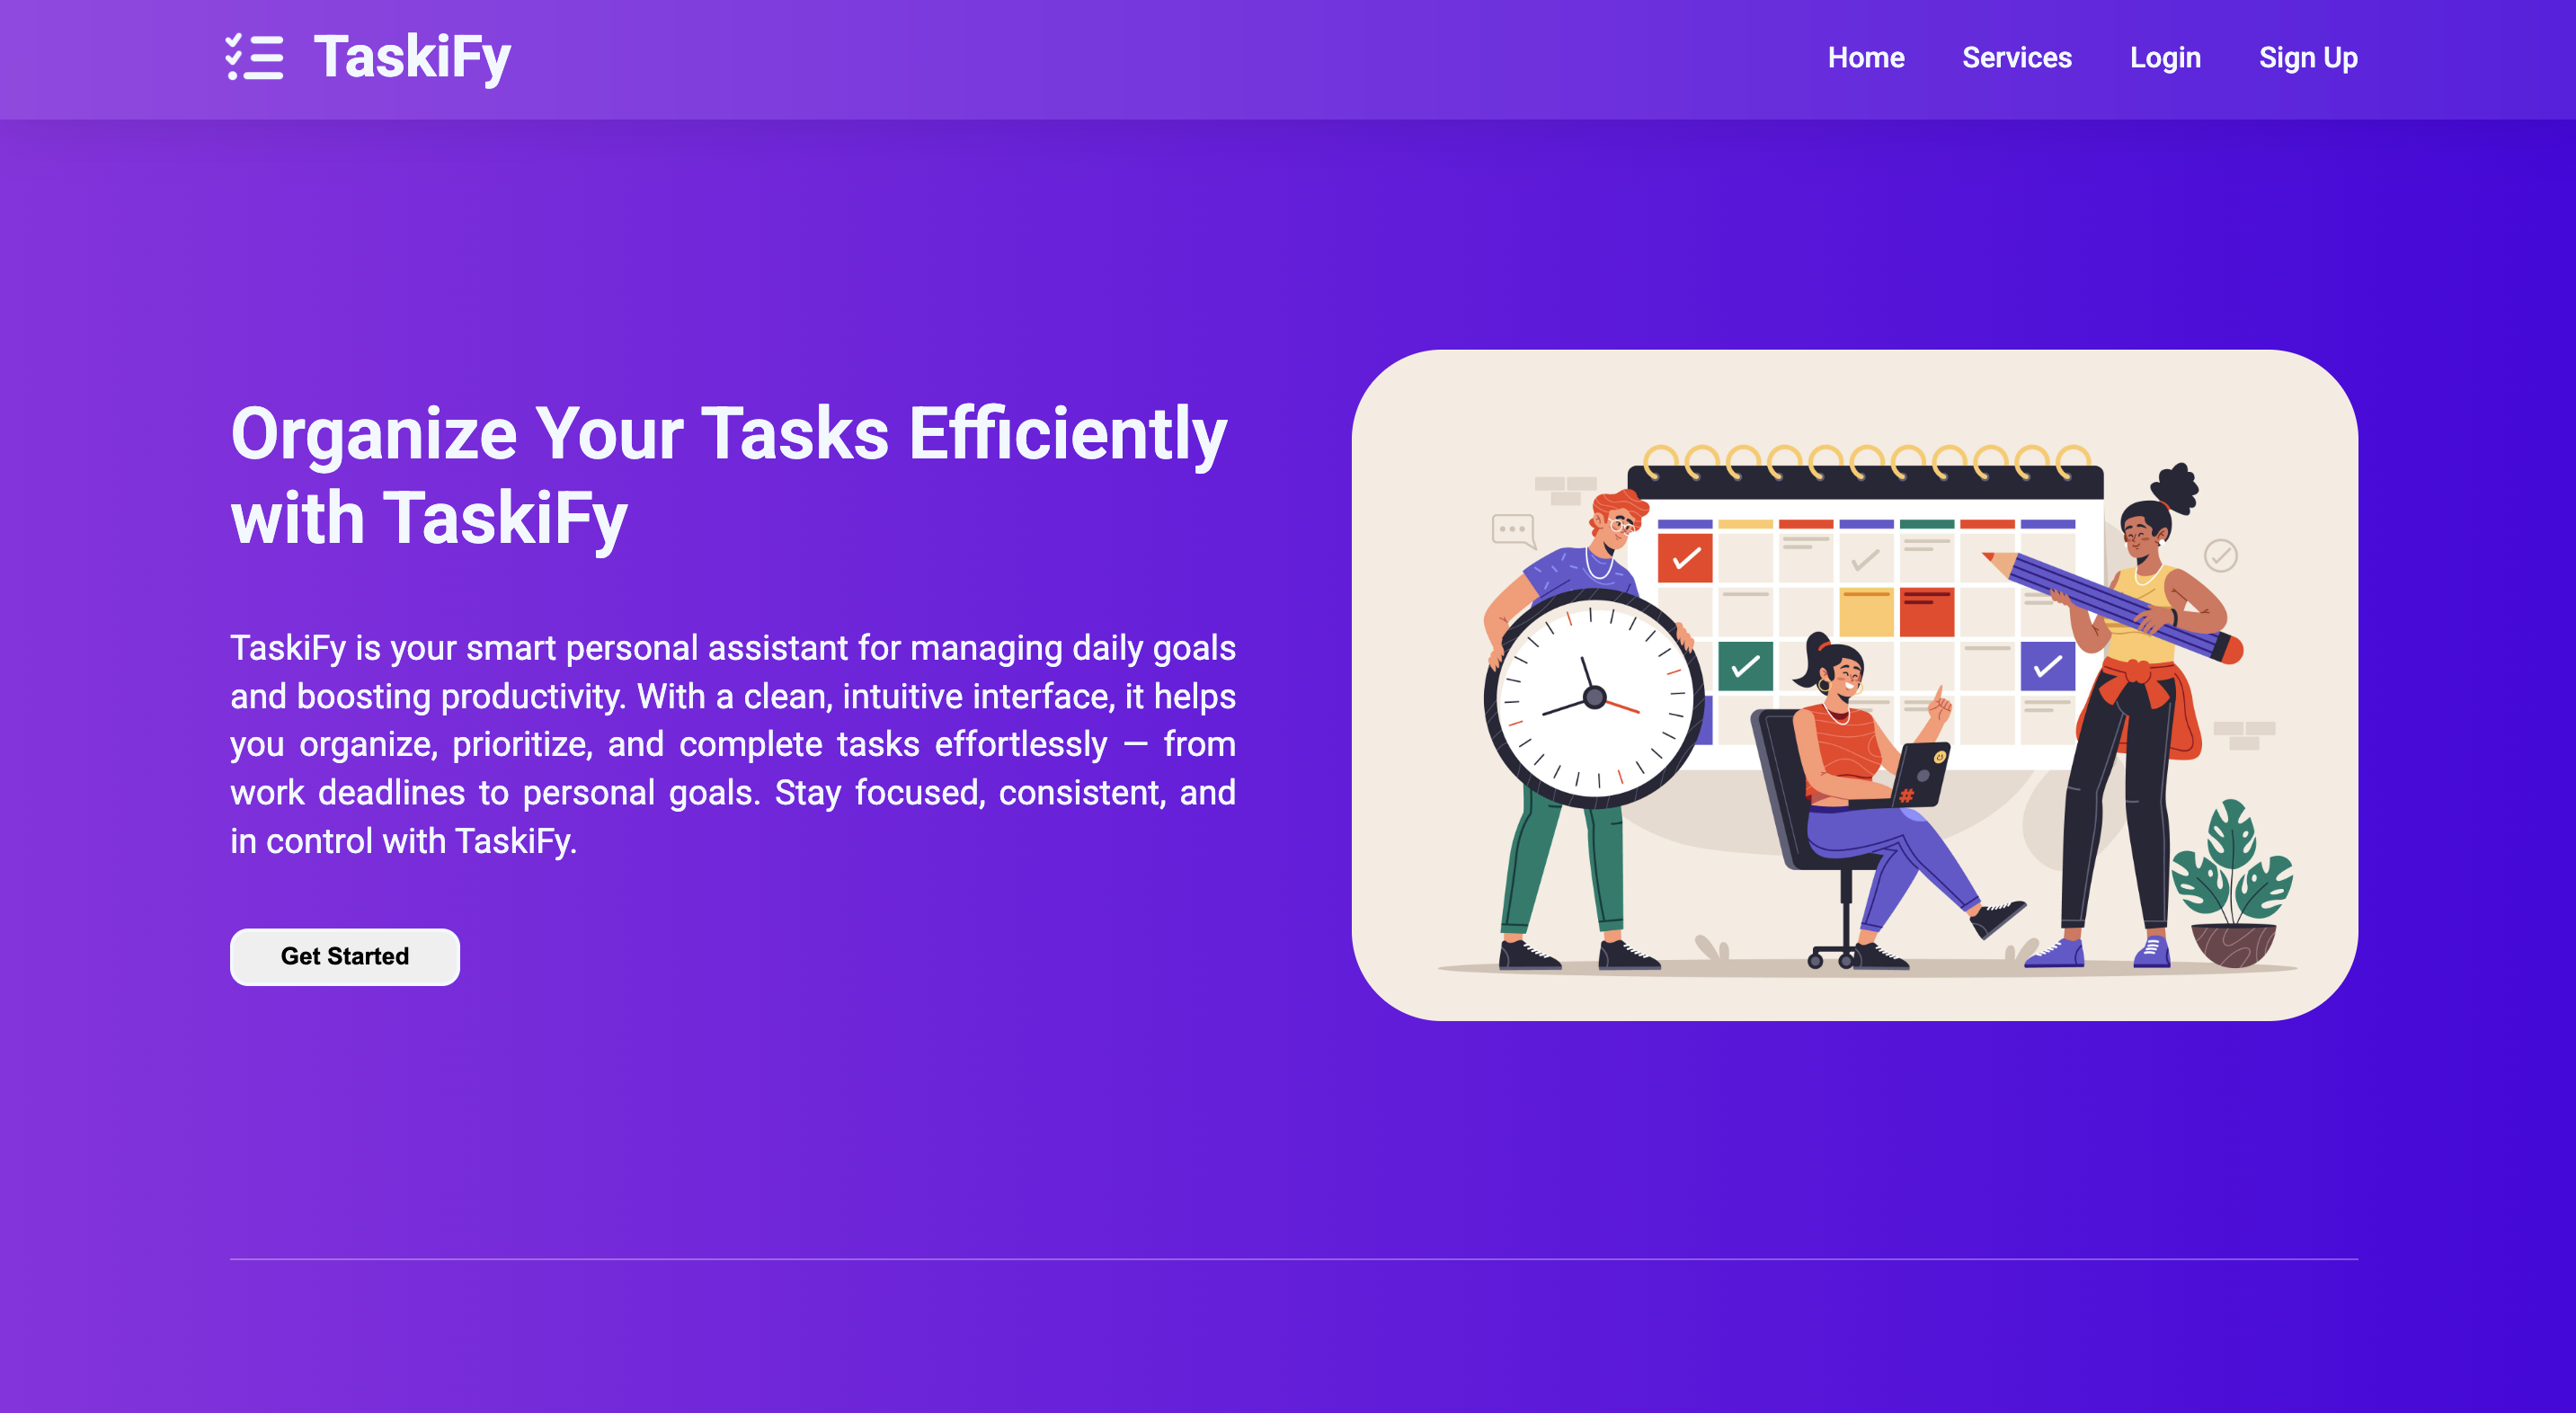 TaskiFy
Home Services Login Sign Up
Organize Your Tasks Efficiently
with TaskiFy
TaskiFy is your smart personal assistant for managing daily goals
and boosting productivity. With a clean, intuitive interface, it helps
you organize, prioritize, and complete tasks effortlessly — from
work deadlines to personal goals. Stay focused, consistent, and
in control with TaskiFy.
#
Get Started